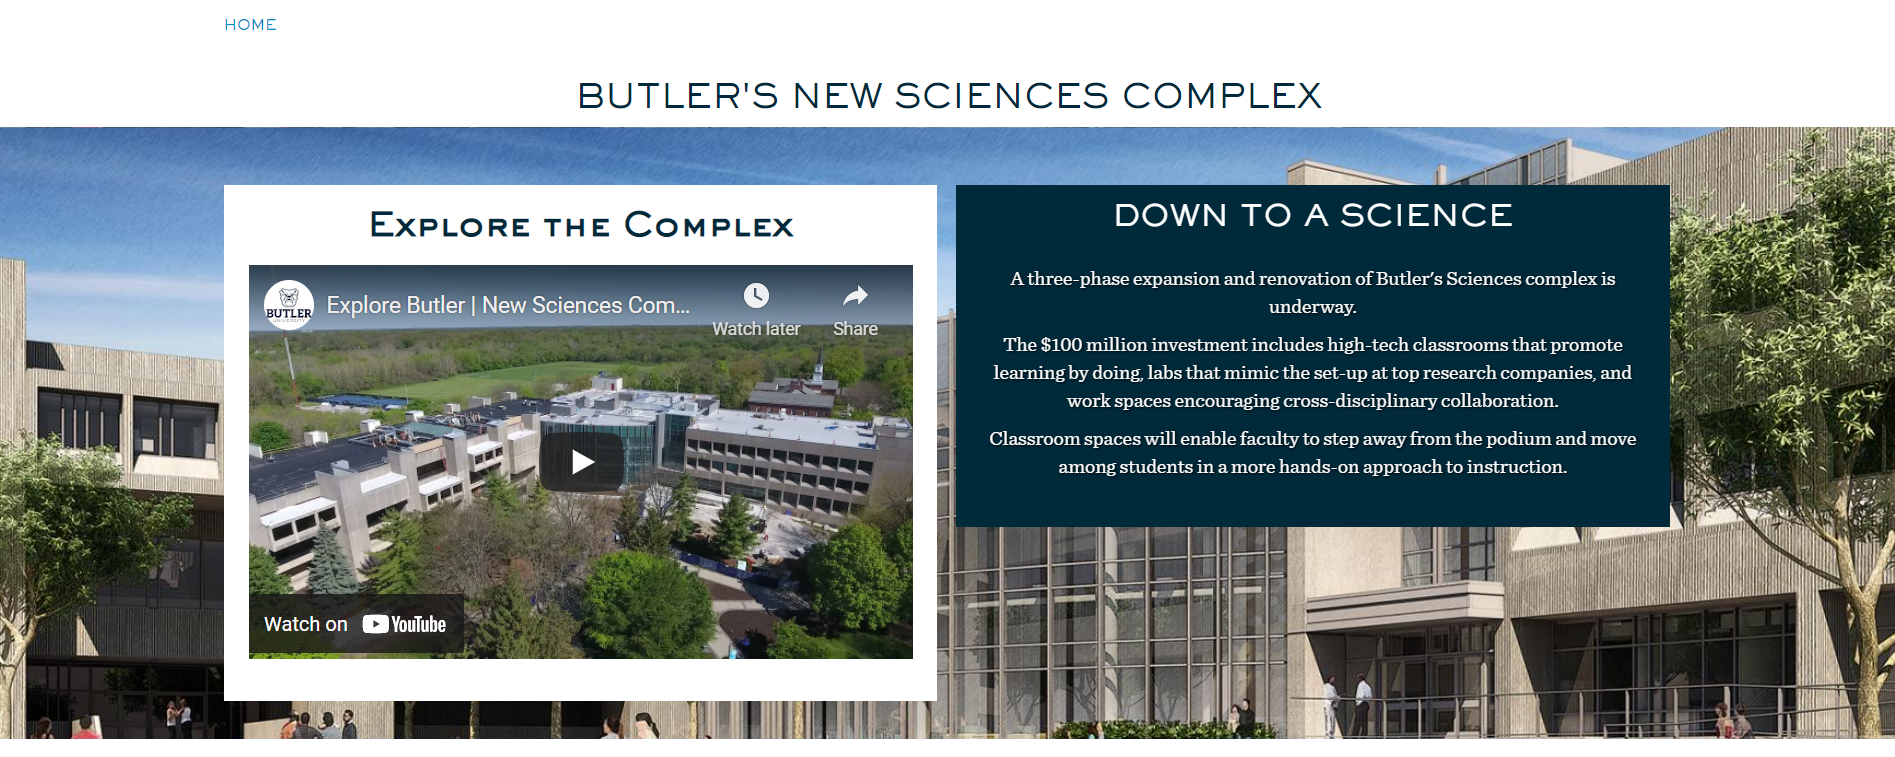 HOME
BUTLER'S NEW SCIENCES COMPLEX
EXPLORE THE COMPLEX
BUTLER
UNIVERSITY
Explore Butler | New Sciences Com...
Watch later
Share
Watch on YouTube
DOWN TO A SCIENCE
A three-phase expansion and renovation of Butler's Sciences complex is
underway.
The $100 million investment includes high-tech classrooms that promote
learning by doing, labs that mimic the set-up at top research companies, and
work spaces encouraging cross-disciplinary collaboration.
Classroom spaces will enable faculty to step away from the podium and move
among students in a more hands-on approach to instruction.